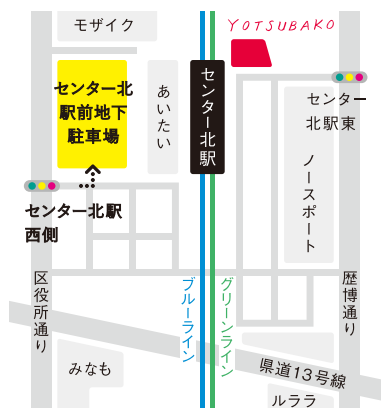 モザイク
YOTSUBAKO
センター北
駅前地下
駐車場
あいたい
センター北駅
センター
北駅東
ノースポート
センター北駅
西側
区役所通り
ブルーライン
グリーンライン
歴博通り
みなも
県道13号線
ルララ